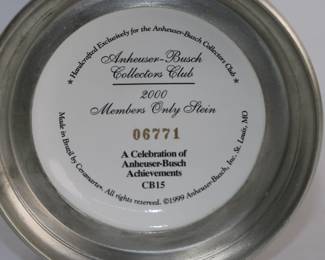 ★ Handcrafted Exclusively for the Anheuser-Busch Collectors Club ★
Anheuser-Busch
Collectors Club
2000
Members Only Stein
06771
A Celebration of
Anheuser-Busch
Achievements
CB15
Made in Brazil by Ceramarte®. All rights reserved. ©1999 Anheuser-Busch, Inc. St. Louis, MO